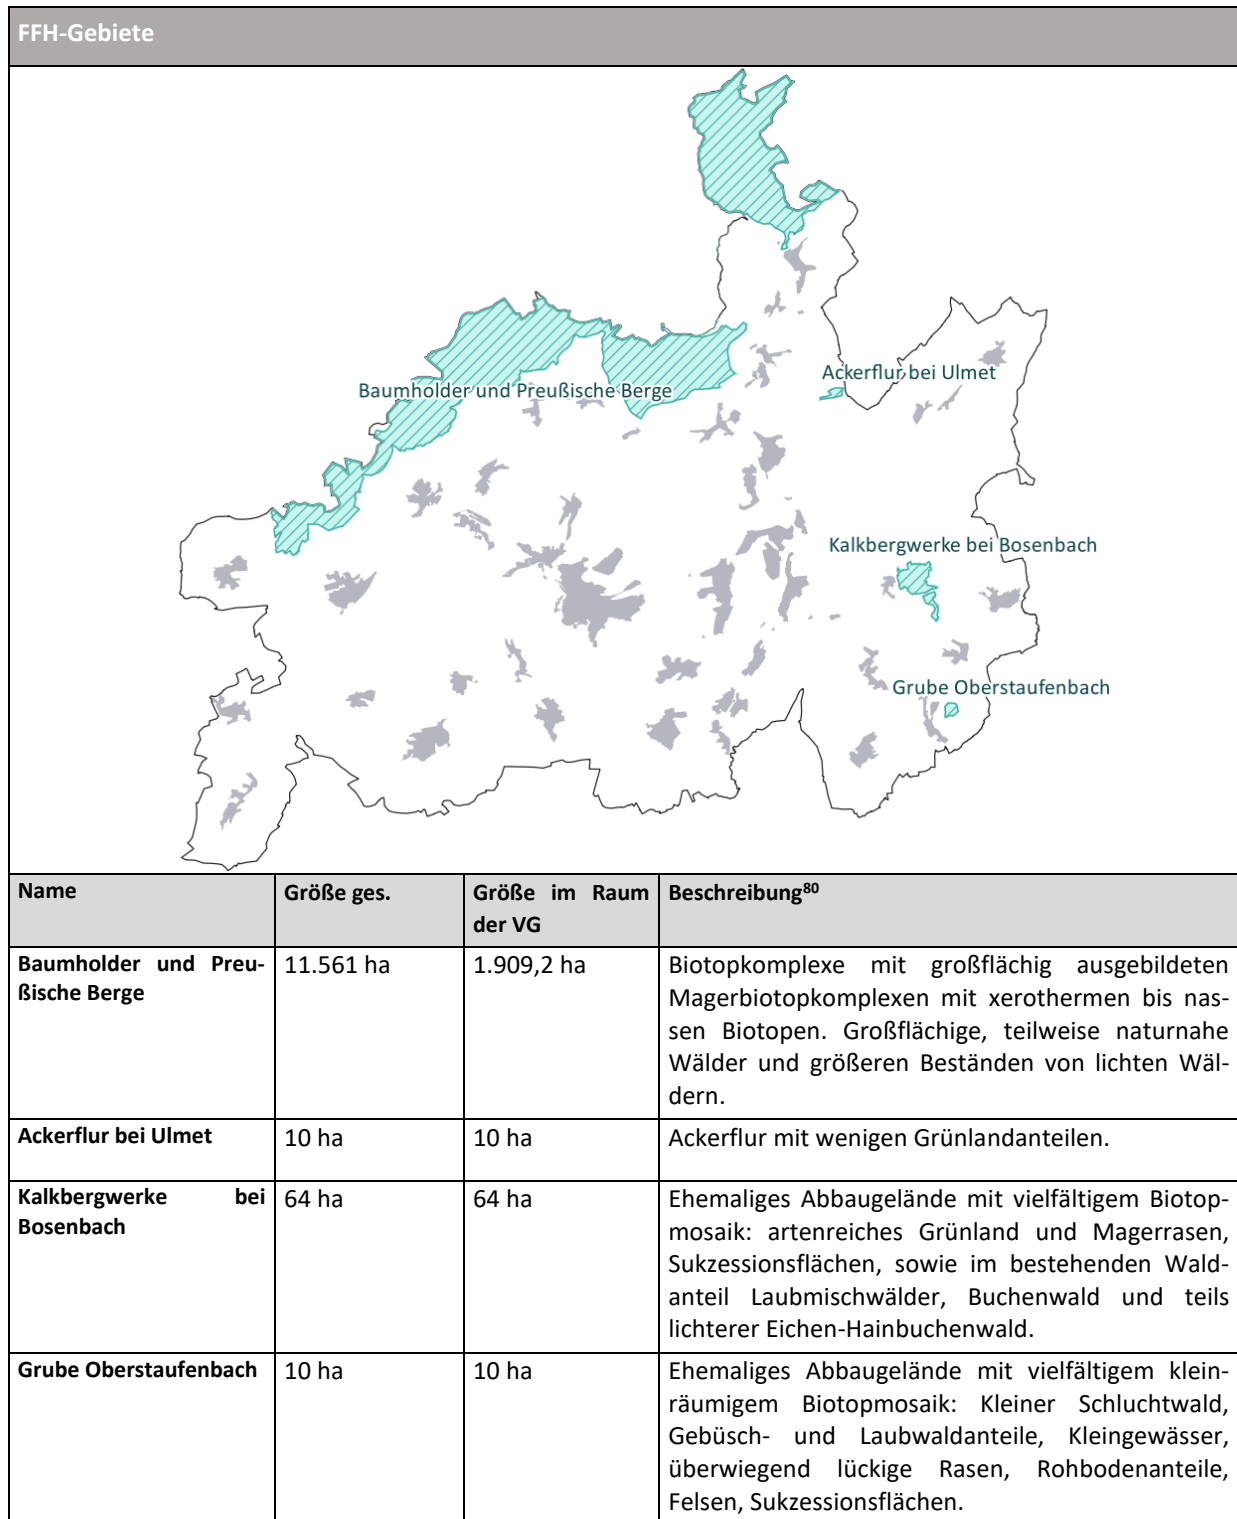 FFH-Gebiete
Ackerflur bei Ulmet
Baumholder und Preußische Berge
Kalkbergwerke bei Bosenbach
Grube Oberstaufenbach
Name
Größe ges.
Größe im Raum
der VG
Beschreibung80
Baumholder und Preu-
ßische Berge
11.561 ha
1.909,2 ha
Biotopkomplexe mit großflächig ausgebildeten
Magerbiotopkomplexen mit xerothermen bis nas-
sen Biotopen. Großflächige, teilweise naturnahe
Wälder und größeren Beständen von lichten Wäl-
dern.
Ackerflur bei Ulmet
10 ha
10 ha
Ackerflur mit wenigen Grünlandanteilen.
Kalkbergwerke bei
Bosenbach
64 ha
64 ha
Ehemaliges Abbaugelände mit vielfältigem Biotop-
mosaik: artenreiches Grünland und Magerrasen,
Sukzessionsflächen, sowie im bestehenden Wald-
anteil Laubmischwälder, Buchenwald und teils
lichterer Eichen-Hainbuchenwald.
Grube Oberstaufenbach
10 ha
10 ha
Ehemaliges Abbaugelände mit vielfältigem klein-
räumigem Biotopmosaik: Kleiner Schluchtwald,
Gebüsch- und Laubwaldanteile, Kleingewässer,
überwiegend lückige Rasen, Rohbodenanteile,
Felsen, Sukzessionsflächen.